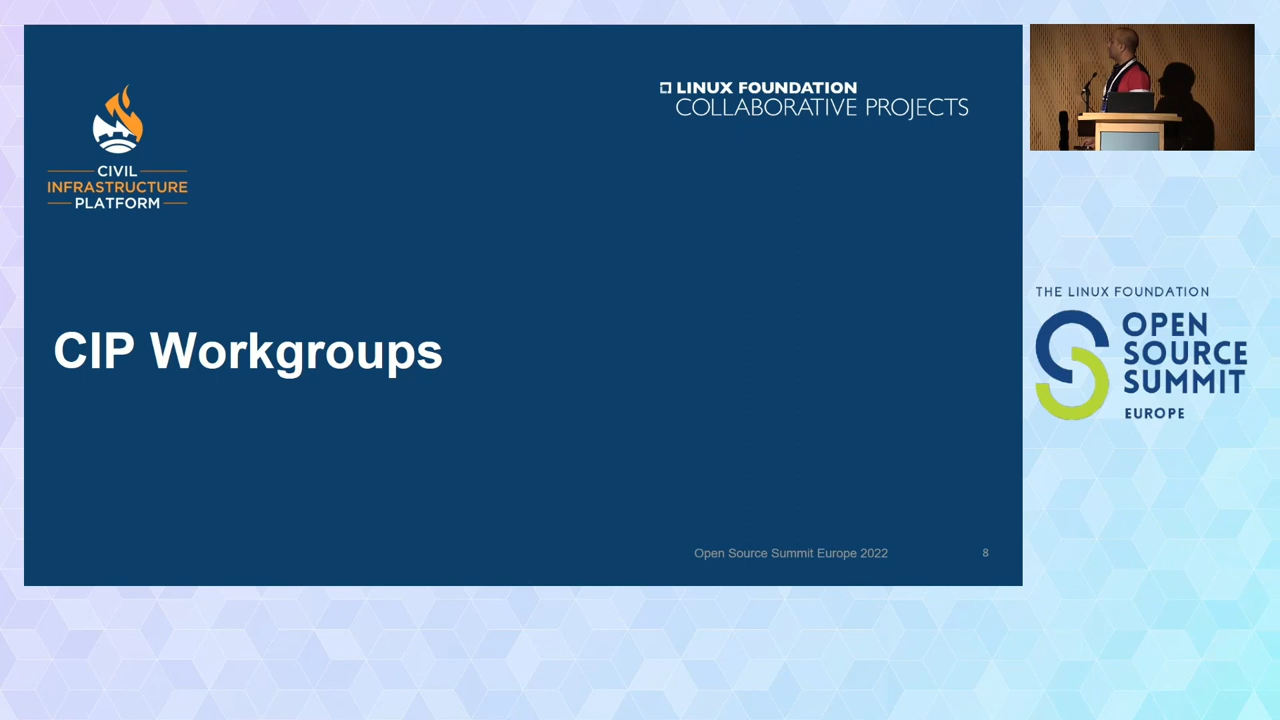 CIVIL
INFRASTRUCTURE
PLATFORM
LINUX FOUNDATION
COLLABORATIVE PROJECTS
CIP Workgroups
Open Source Summit Europe 2022
8
THE LINUX FOUNDATION
OPEN
SOURCE
SUMMIT
EUROPE